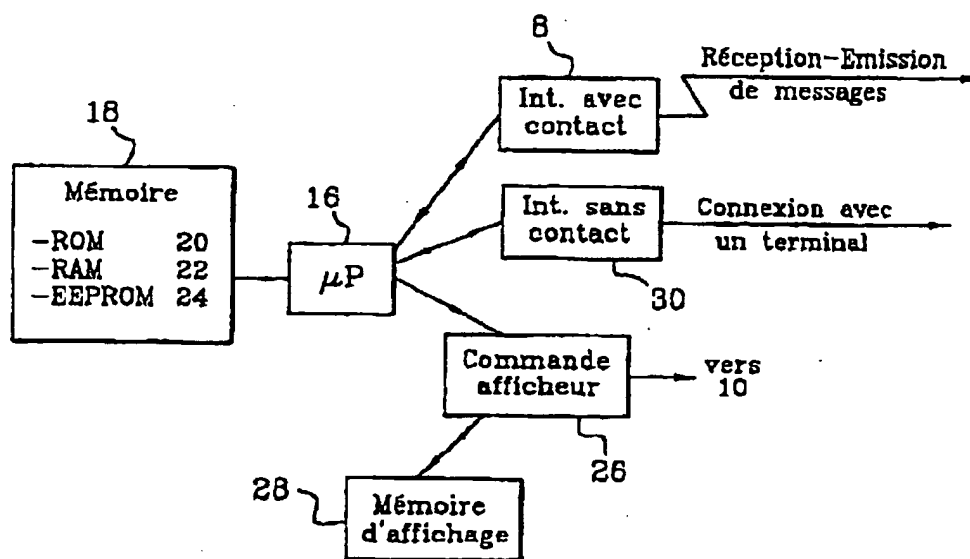 8
Réception-Emission
de messages
Int. avec
contact
18
Mémoire
-ROM 20
-RAM 22
-EEPROM 24
16
μP
Int. sans
contact
Connexion avec
un terminal
30
Commande
afficheur
vers
10
26
28
Mémoire
d'affichage